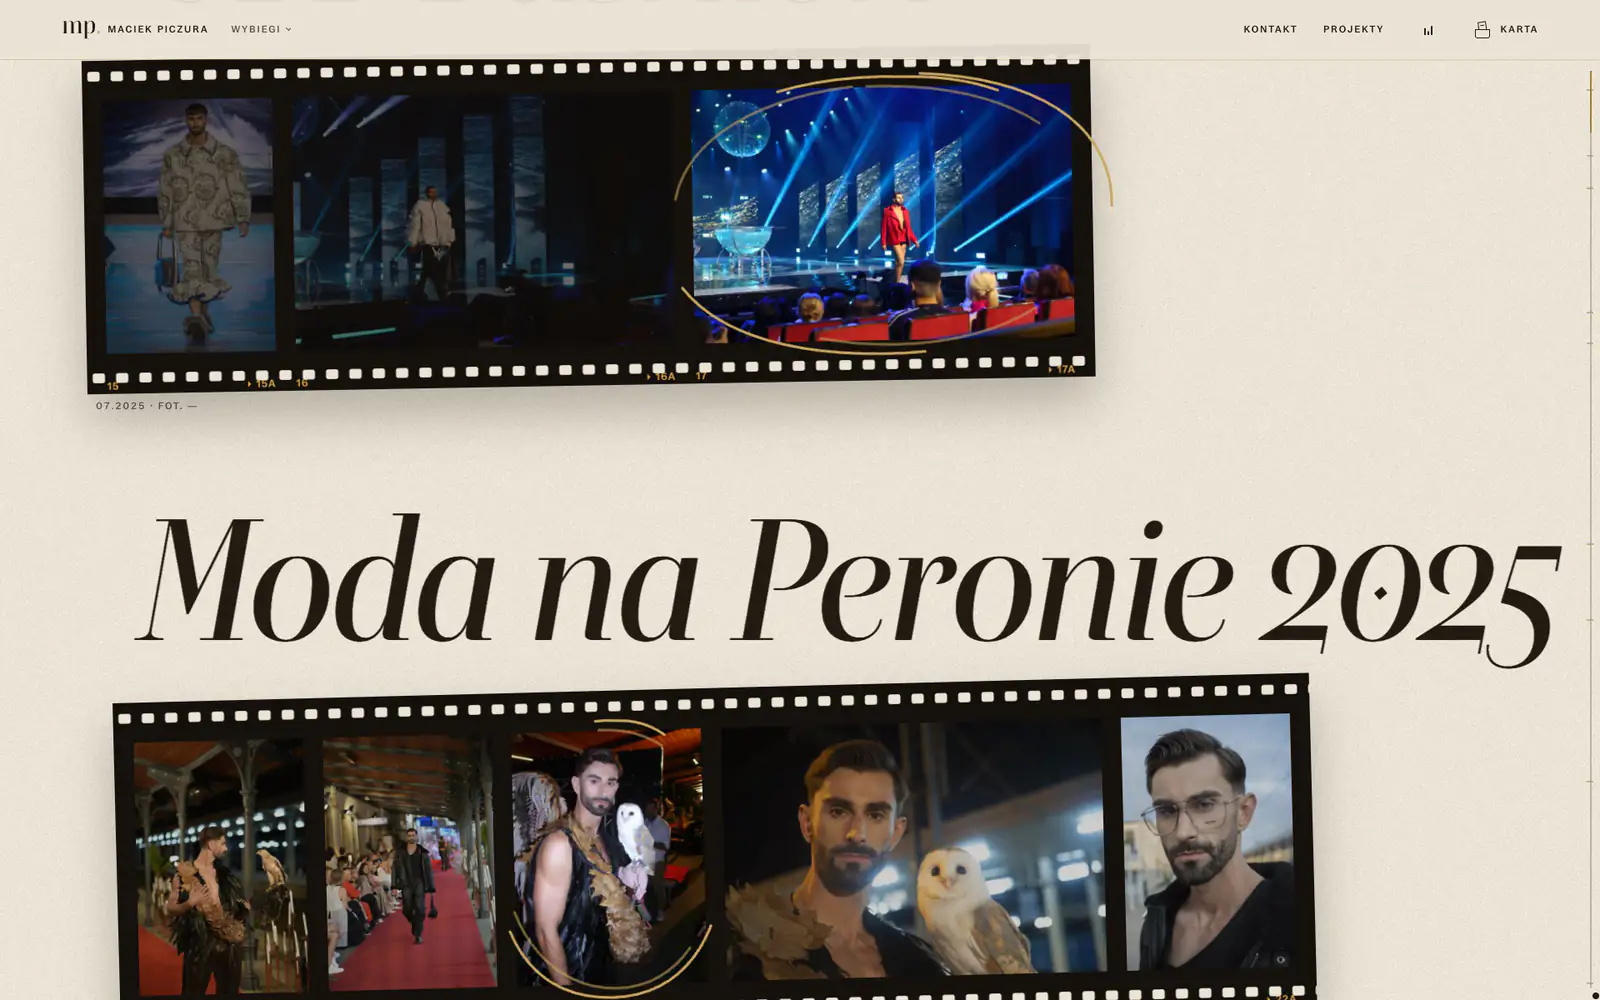 mp. MACIEK PICZURA WYBIEGI KONTAKT PROJEKTY KARTA
15 15A 16 16A 17 17A
07.2025 · FOT. —
Moda na Peronie 2025
22A